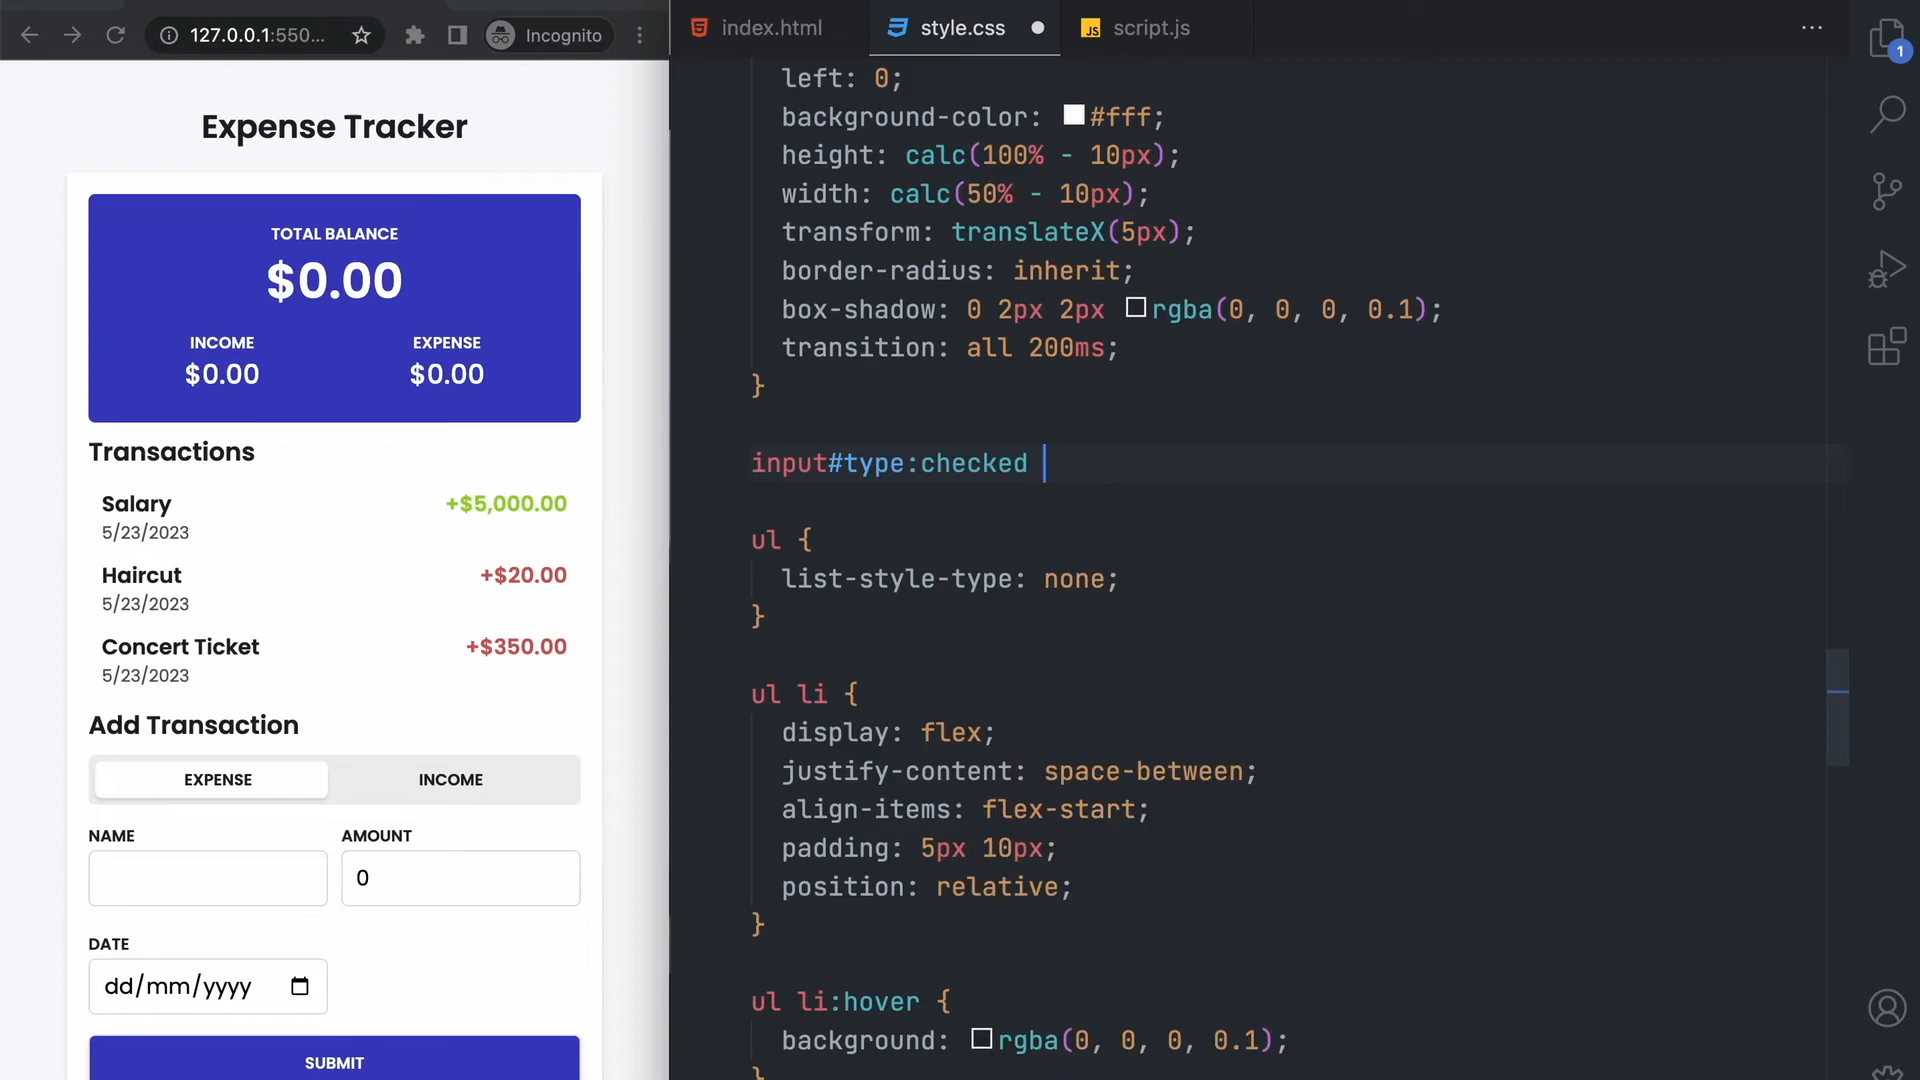 127.0.0.1:550...
Incognito
Expense Tracker
TOTAL BALANCE
$0.00
INCOME
EXPENSE
$0.00
$0.00
Transactions
Salary
+$5,000.00
5/23/2023
Haircut
+$20.00
5/23/2023
Concert Ticket
+$350.00
5/23/2023
Add Transaction
EXPENSE
INCOME
NAME
AMOUNT
0
DATE
dd/mm/yyyy
SUBMIT
index.html
style.css
JS script.js
left: 0;
background-color: #fff;
height: calc(100% - 10px);
width: calc(50% - 10px);
transform: translateX(5px);
border-radius: inherit;
box-shadow: 0 2px 2px rgba(0, 0, 0, 0.1);
transition: all 200ms;
}
input#type:checked
ul {
list-style-type: none;
}
ul li {
display: flex;
justify-content: space-between;
align-items: flex-start;
padding: 5px 10px;
position: relative;
}
ul li:hover {
background: rgba(0, 0, 0, 0.1);
}
1